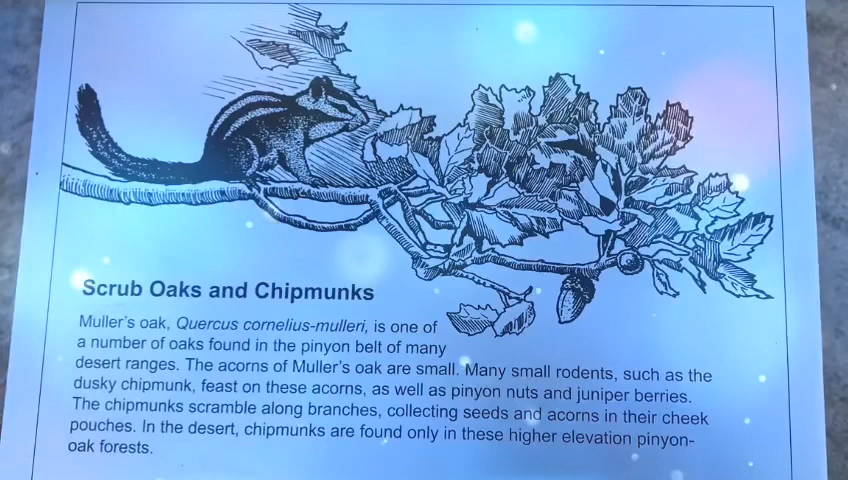 Scrub Oaks and Chipmunks
Muller's oak, Quercus cornelius-mulleri, is one of
a number of oaks found in the pinyon belt of many
desert ranges. The acorns of Muller's oak are small. Many small rodents, such as the
dusky chipmunk, feast on these acorns, as well as pinyon nuts and juniper berries.
The chipmunks scramble along branches, collecting seeds and acorns in their cheek
pouches. In the desert, chipmunks are found only in these higher elevation pinyon-
oak forests.